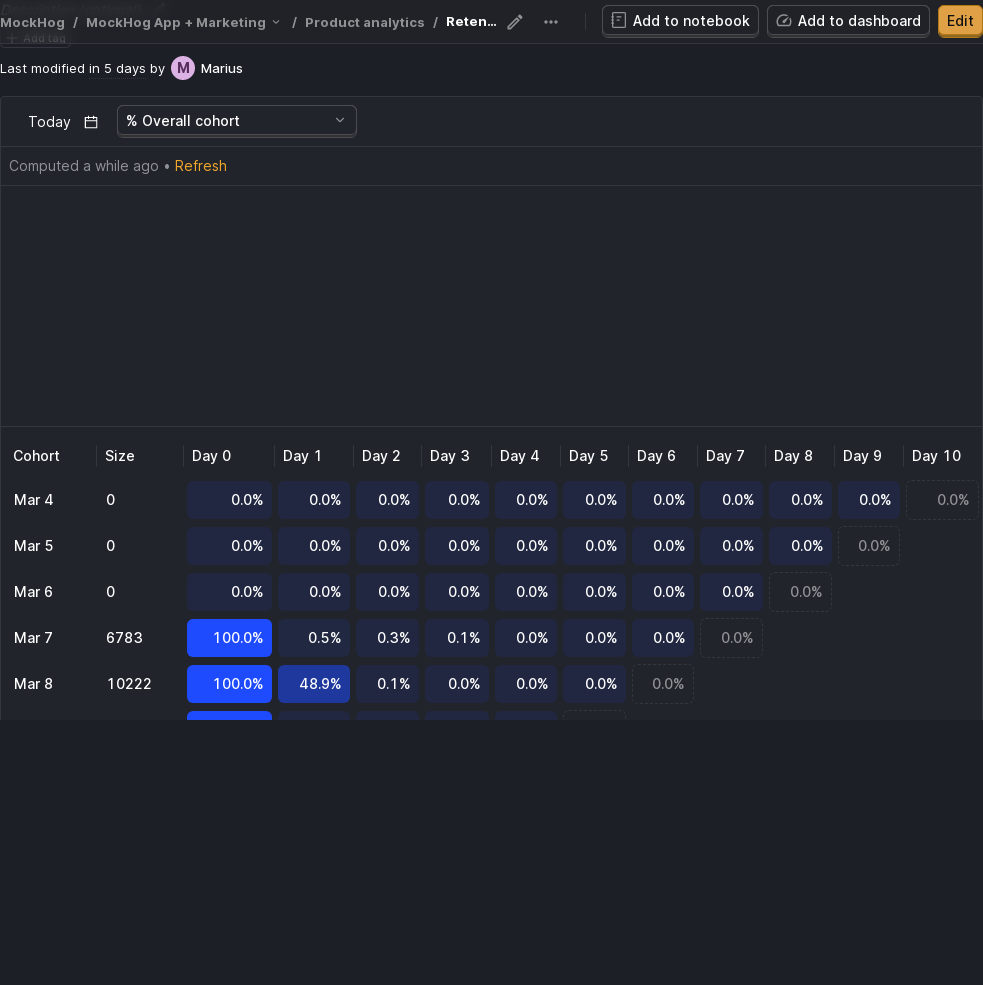 MockHog / MockHog App + Marketing / Product analytics / Reten... Add to notebook Add to dashboard Edit
Add tag
Last modified in 5 days by M Marius
Today % Overall cohort
Computed a while ago • Refresh
Cohort Size Day 0 Day 1 Day 2 Day 3 Day 4 Day 5 Day 6 Day 7 Day 8 Day 9 Day 10
Mar 4 0 0.0% 0.0% 0.0% 0.0% 0.0% 0.0% 0.0% 0.0% 0.0% 0.0% 0.0%
Mar 5 0 0.0% 0.0% 0.0% 0.0% 0.0% 0.0% 0.0% 0.0% 0.0% 0.0%
Mar 6 0 0.0% 0.0% 0.0% 0.0% 0.0% 0.0% 0.0% 0.0% 0.0%
Mar 7 6783 100.0% 0.5% 0.3% 0.1% 0.0% 0.0% 0.0% 0.0%
Mar 8 10222 100.0% 48.9% 0.1% 0.0% 0.0% 0.0% 0.0%